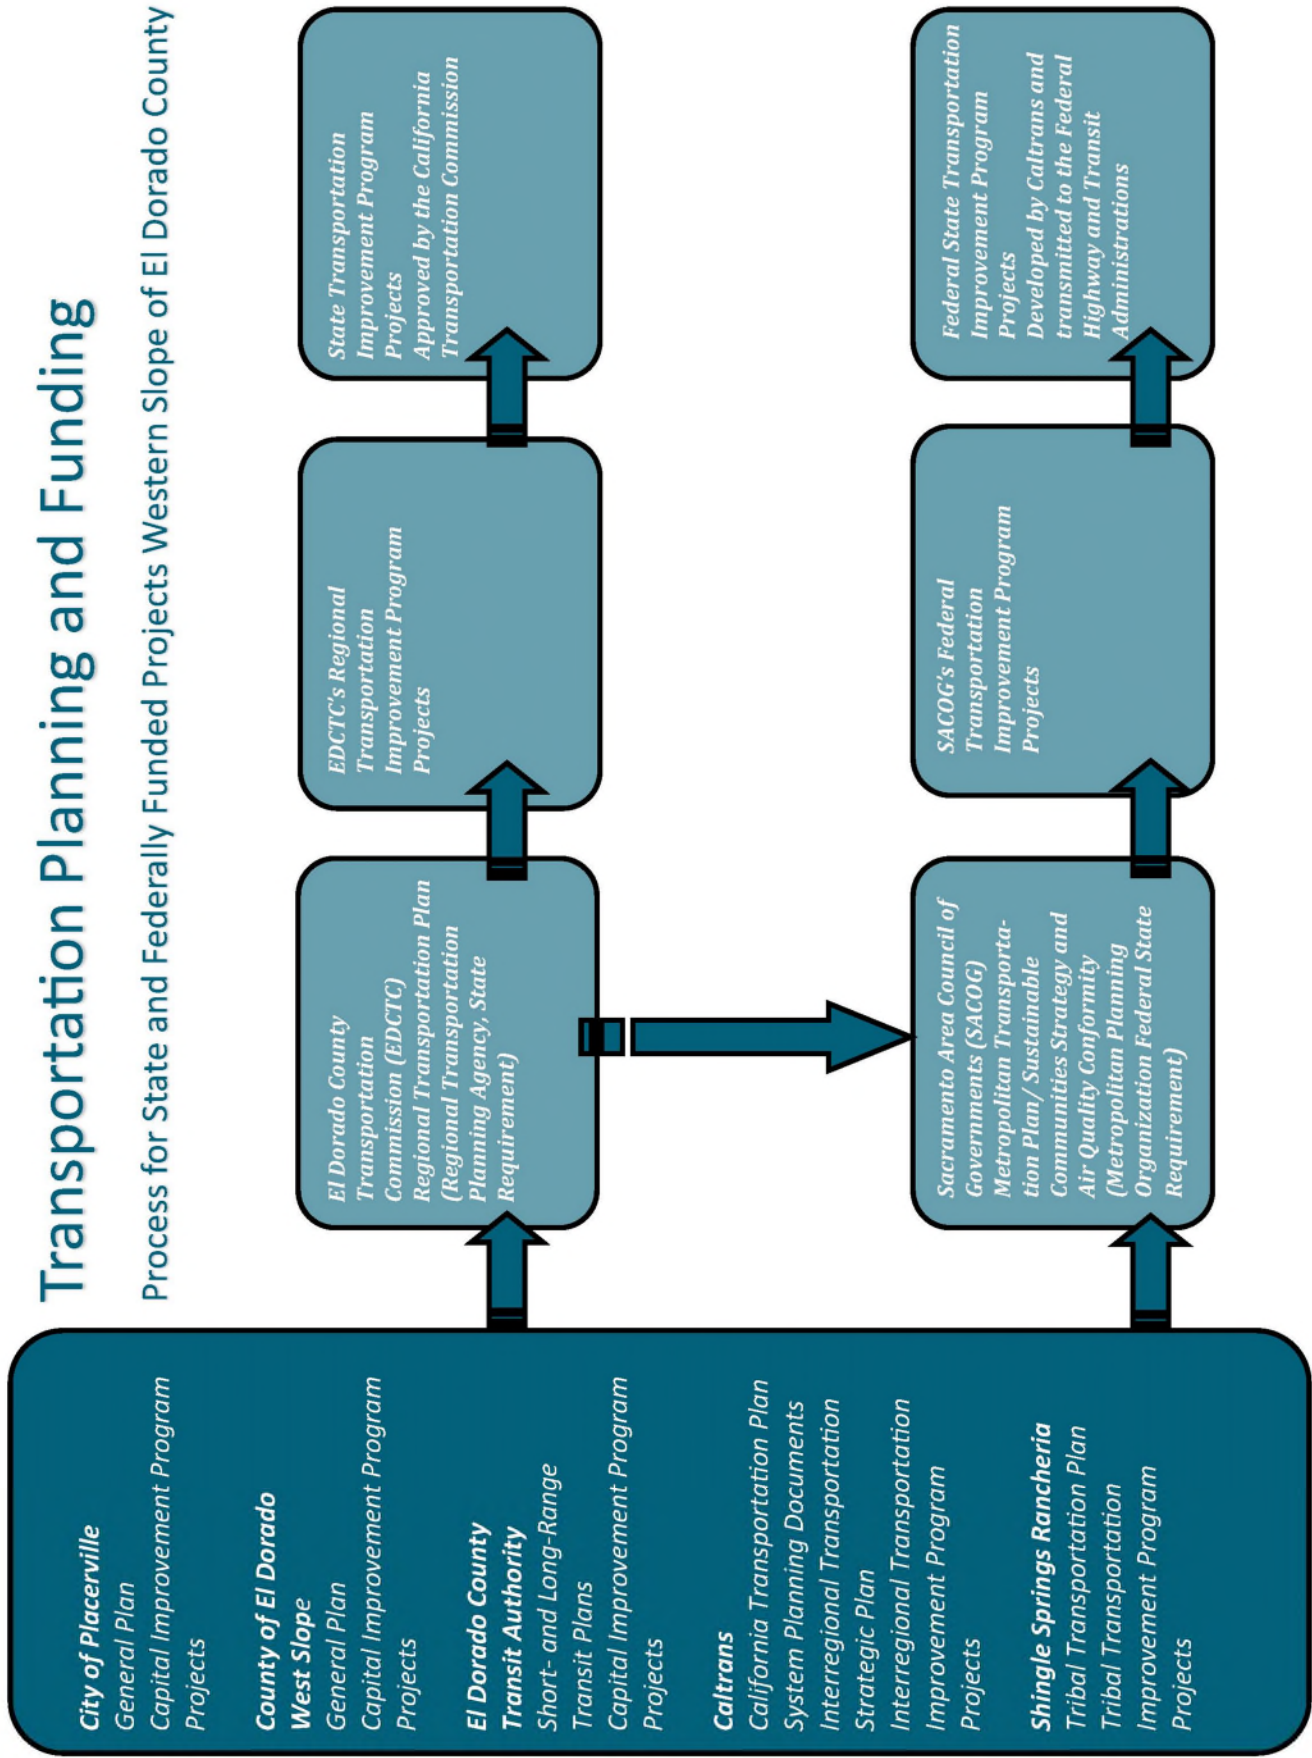 Transportation Planning and Funding
Process for State and Federally Funded Projects Western Slope of El Dorado County
City of Placerville
General Plan
Capital Improvement Program
Projects
County of El Dorado
West Slope
General Plan
Capital Improvement Program
Projects
El Dorado County
Transit Authority
Short- and Long-Range
Transit Plans
Capital Improvement Program
Projects
Caltrans
California Transportation Plan
System Planning Documents
Interregional Transportation
Strategic Plan
Interregional Transportation
Improvement Program
Projects
Shingle Springs Rancheria
Tribal Transportation Plan
Tribal Transportation
Improvement Program
Projects
El Dorado County
Transportation
Commission (EDCTC)
Regional Transportation Plan
(Regional Transportation
Planning Agency, State
Requirement)
EDCTC's Regional
Transportation
Improvement Program
Projects
State Transportation
Improvement Program
Projects
Approved by the California
Transportation Commission
Sacramento Area Council of
Governments (SACOG)
Metropolitan Transporta-
tion Plan/ Sustainable
Communities Strategy and
Air Quality Conformity
(Metropolitan Planning
Organization Federal State
Requirement)
SACOG's Federal
Transportation
Improvement Program
Projects
Federal State Transportation
Improvement Program
Projects
Developed by Caltrans and
transmitted to the Federal
Highway and Transit
Administrations